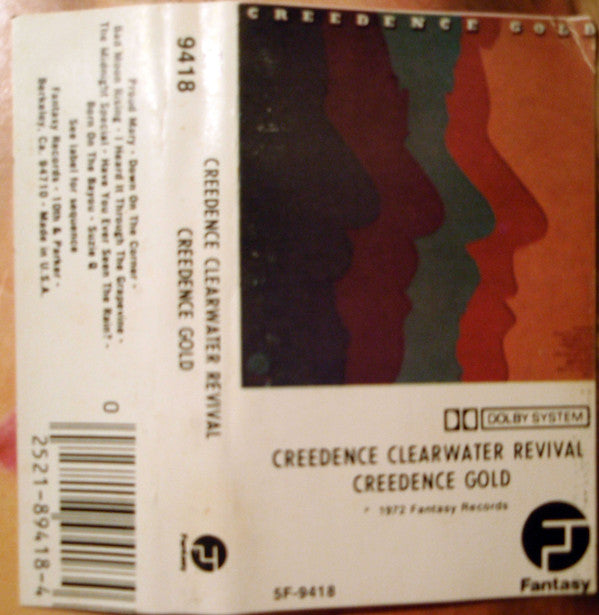 CREEDENCE GOLD
DOLBY SYSTEM
CREEDENCE CLEARWATER REVIVAL
CREEDENCE GOLD
1972 Fantasy Records
Fantasy
5F-9418
9418
CREEDENCE CLEARWATER REVIVAL
CREEDENCE GOLD
Fantasy
Proud Mary • Down On The Corner •
Bad Moon Rising • I Heard It Through The Grapevine •
The Midnight Special • Have You Ever Seen The Rain? •
Born On The Bayou • Suzie Q
See label for sequence
Fantasy Records • 10th & Parker •
Berkeley, Ca. 94710 • Made in U.S.A.
0
2521-89418-4